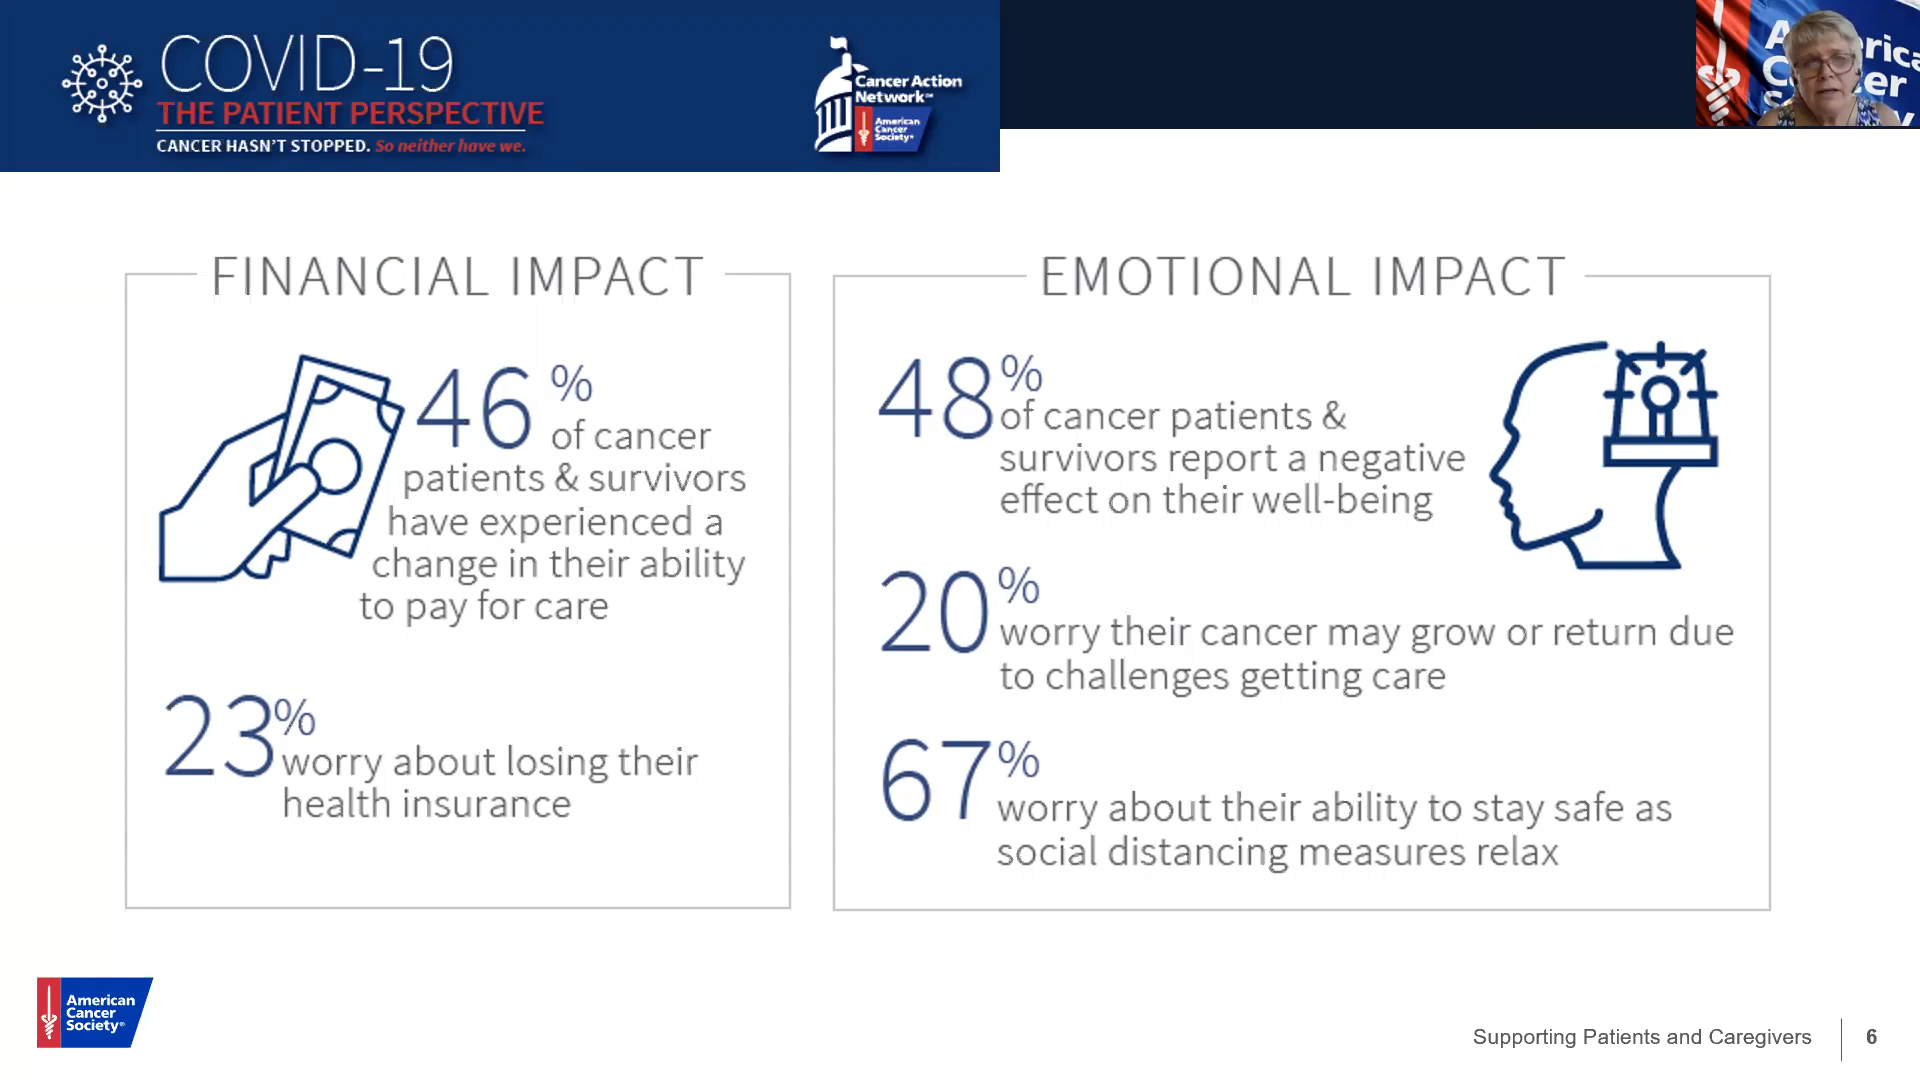 COVID-19
THE PATIENT PERSPECTIVE
CANCER HASN'T STOPPED. So neither have we.
Cancer Action
Network™
American
Cancer
Society®
FINANCIAL IMPACT
46%
of cancer
patients & survivors
have experienced a
change in their ability
to pay for care
23%
worry about losing their
health insurance
EMOTIONAL IMPACT
48%
of cancer patients &
survivors report a negative
effect on their well-being
20%
worry their cancer may grow or return due
to challenges getting care
67%
worry about their ability to stay safe as
social distancing measures relax
American
Cancer
Society®
Supporting Patients and Caregivers
6